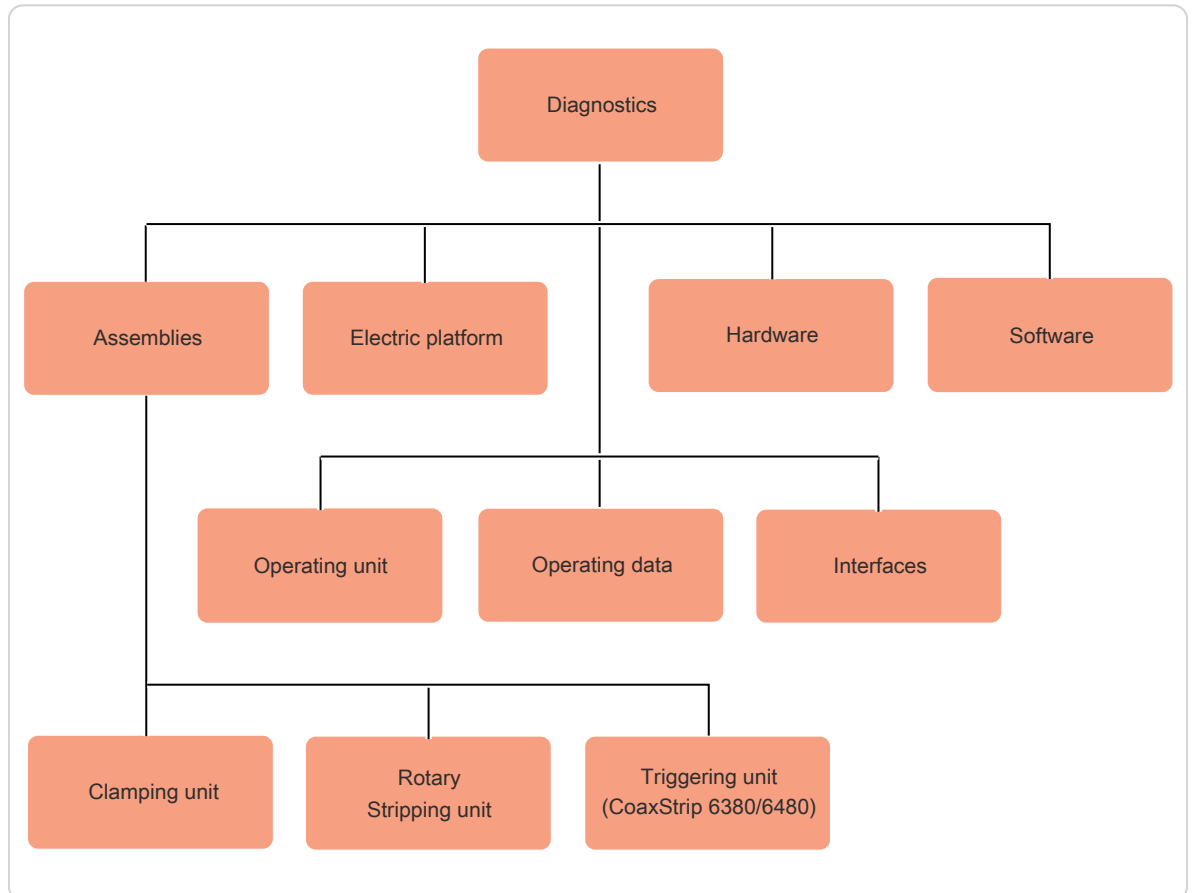 Diagnostics
Assemblies
Electric platform
Hardware
Software
Operating unit
Operating data
Interfaces
Clamping unit
Rotary
Stripping unit
Triggering unit
(CoaxStrip 6380/6480)